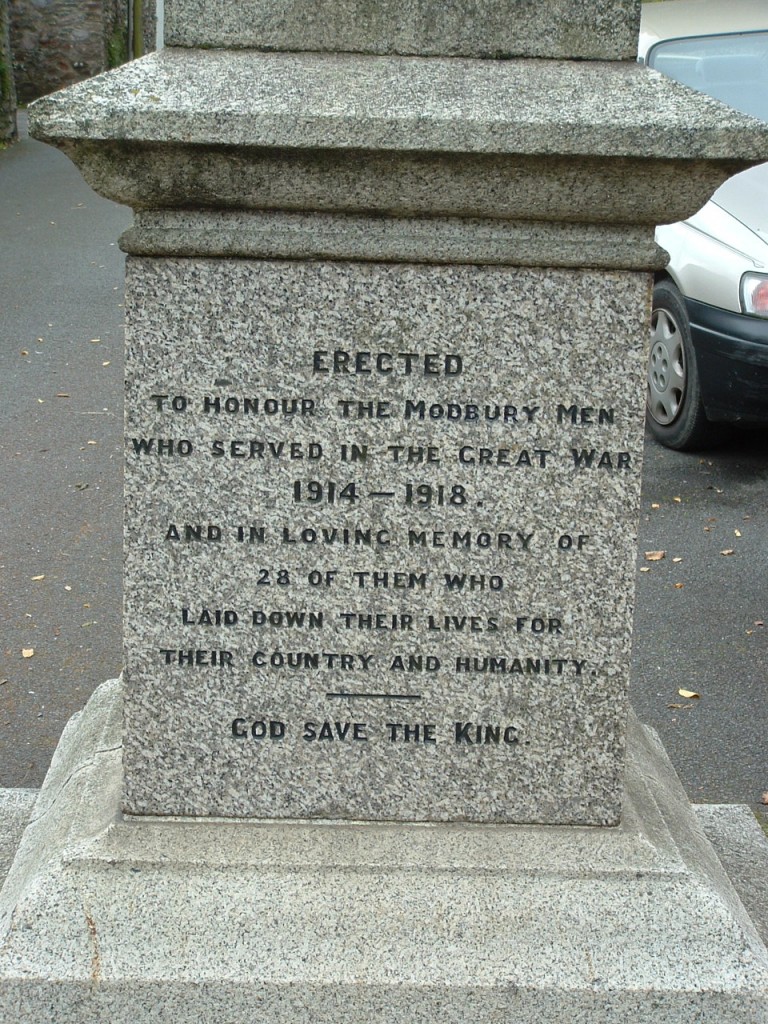 ERECTED
TO HONOUR THE MODBURY MEN
WHO SERVED IN THE GREAT WAR
1914 – 1918.
AND IN LOVING MEMORY OF
28 OF THEM WHO
LAID DOWN THEIR LIVES FOR
THEIR COUNTRY AND HUMANITY.
GOD SAVE THE KING.